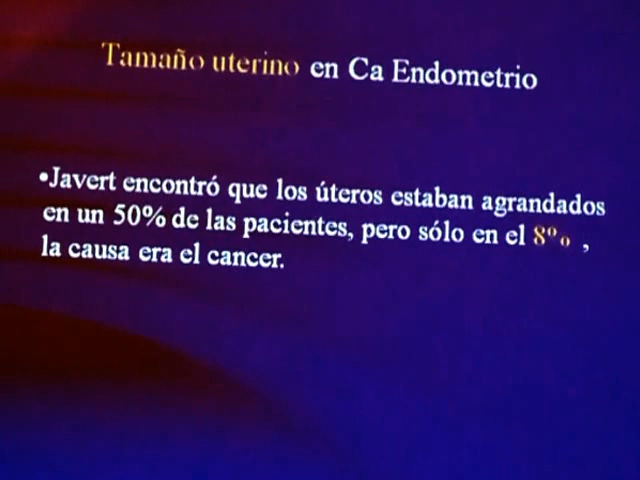 Tamaño uterino en Ca Endometrio
•Javert encontró que los úteros estaban agrandados
en un 50% de las pacientes, pero sólo en el 8% ,
la causa era el cancer.